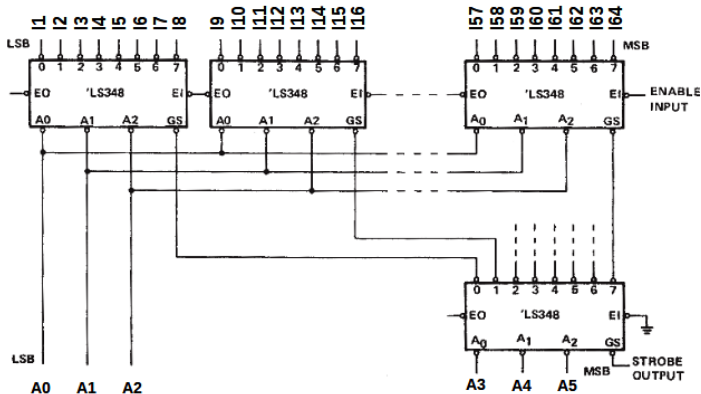 I1 I2 I3 I4 I5 I6 I7 I8 I9 I10 I11 I12 I13 I14 I15 I16 I57 I58 I59 I60 I61 I62 I63 I64
LSB MSB
0 1 2 3 4 5 6 7 0 1 2 3 4 5 6 7 0 1 2 3 4 5 6 7
EO 'LS348 EI EO 'LS348 EI EO 'LS348 EI ENABLE
INPUT
A0 A1 A2 GS A0 A1 A2 GS A0 A1 A2 GS
0 1 2 3 4 5 6 7
EO 'LS348 EI
A0 A1 A2 GS
LSB MSB STROBE
OUTPUT
A0 A1 A2 A3 A4 A5